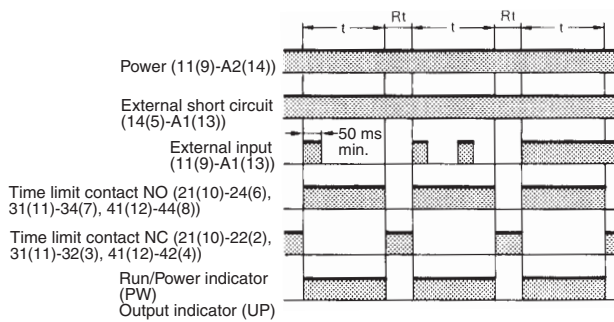 t Rt t Rt t
Power (11(9)-A2(14))
External short circuit
(14(5)-A1(13))
External input
(11(9)-A1(13))
50 ms
min.
Time limit contact NO (21(10)-24(6),
31(11)-34(7), 41(12)-44(8))
Time limit contact NC (21(10)-22(2),
31(11)-32(3), 41(12)-42(4))
Run/Power indicator
(PW)
Output indicator (UP)